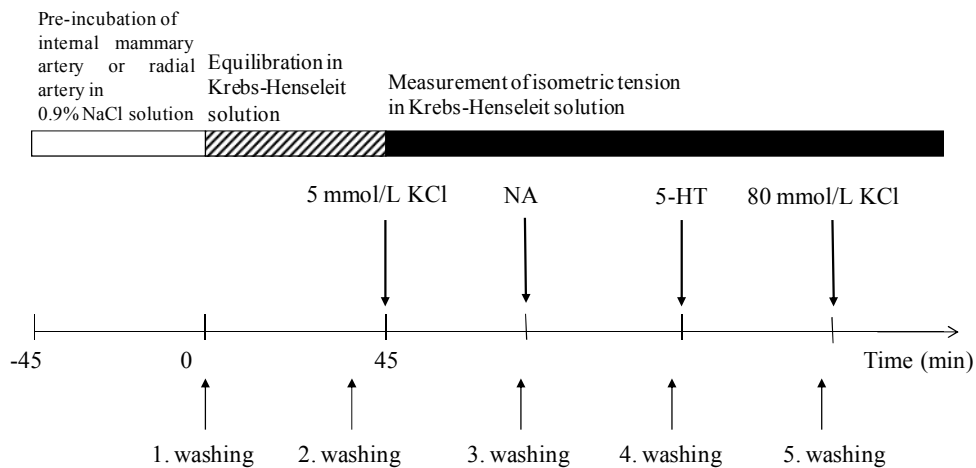 Pre-incubation of
internal mammary
artery or radial
artery in
0.9% NaCl solution
Equilibration in
Krebs-Henseleit
solution
Measurement of isometric tension
in Krebs-Henseleit solution
5 mmol/L KCl
NA
5-HT
80 mmol/L KCl
-45
0
45
Time (min)
1. washing
2. washing
3. washing
4. washing
5. washing